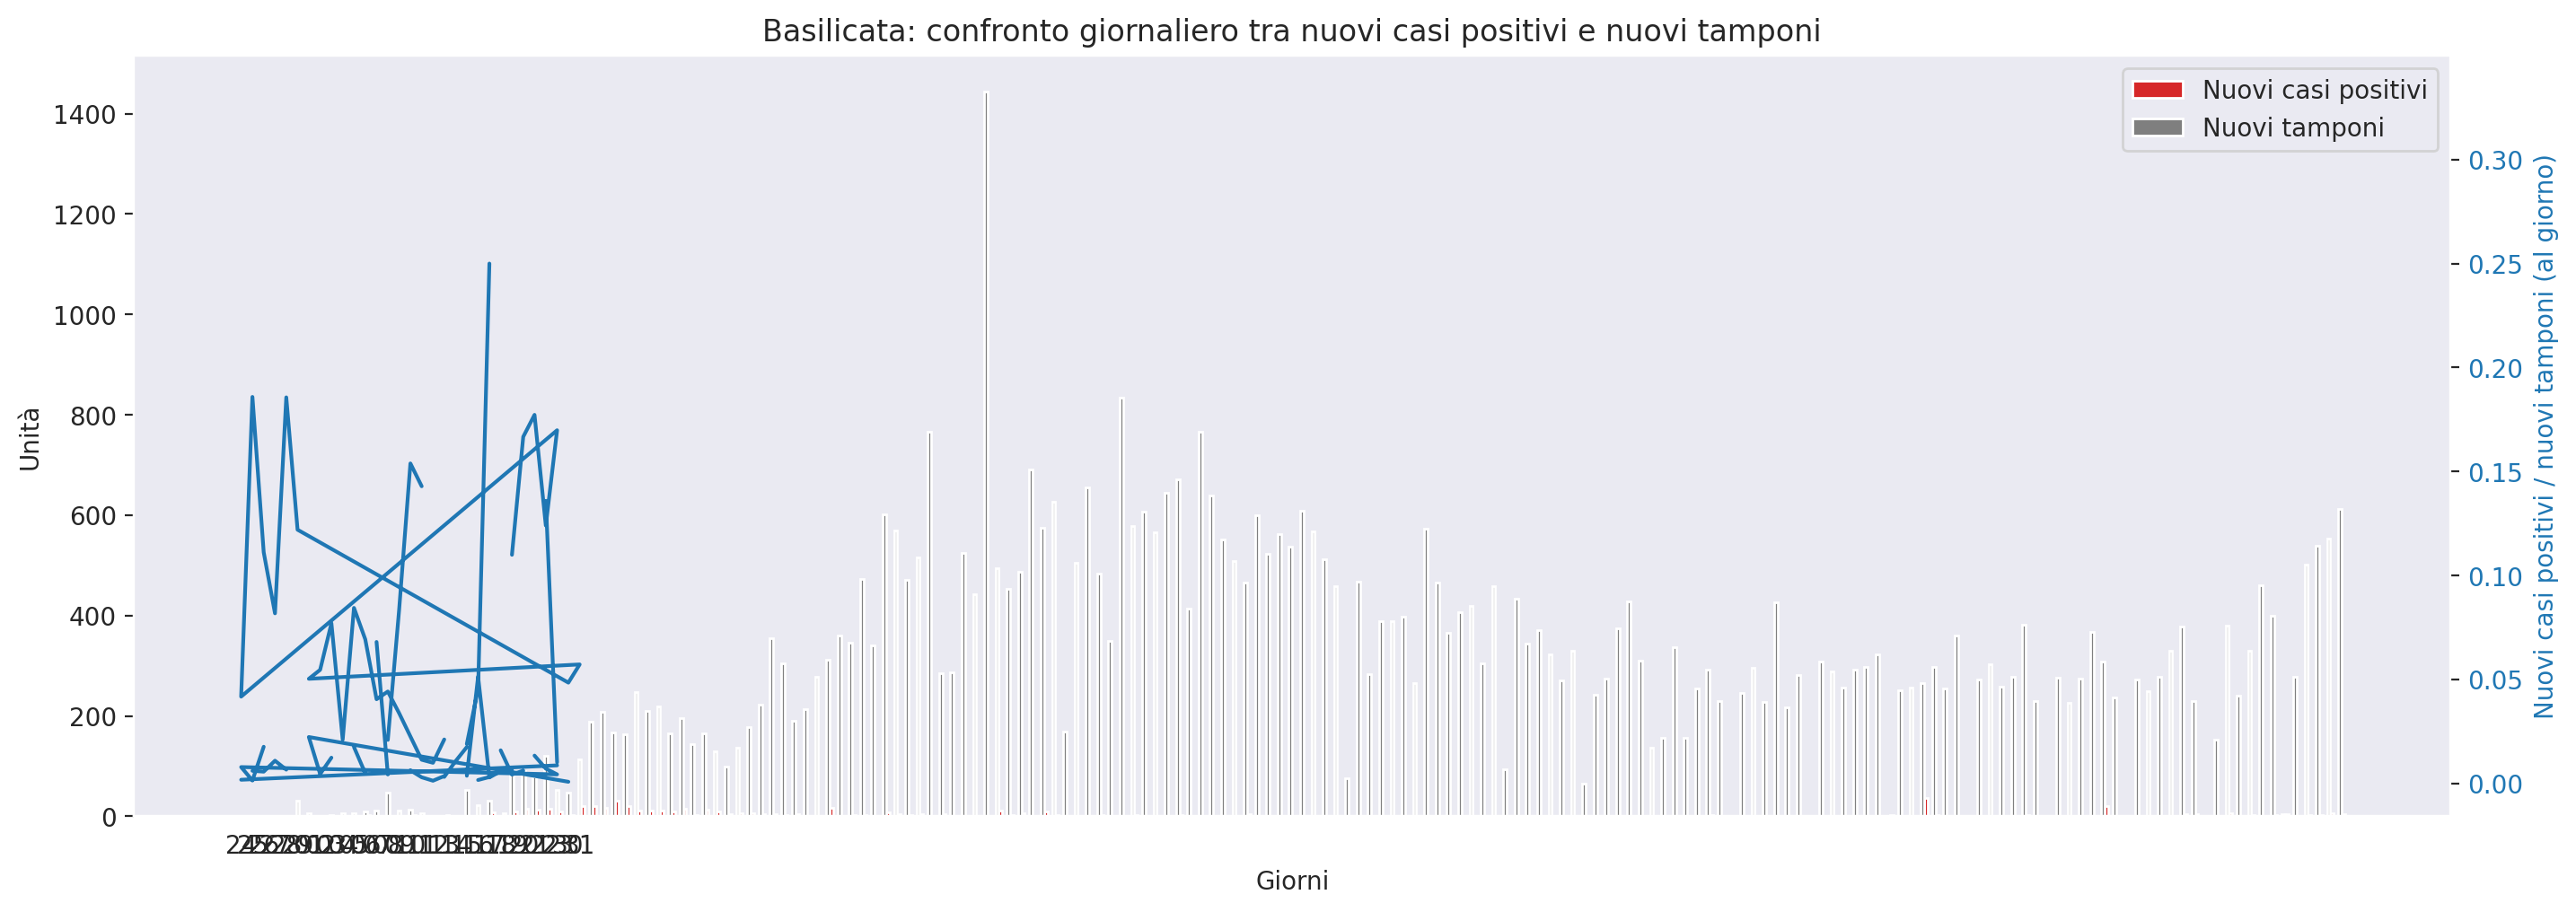 Basilicata: confronto giornaliero tra nuovi casi positivi e nuovi tamponi
Nuovi casi positivi
Nuovi tamponi
1400
1200
1000
800
600
400
200
0
Unità
0.30
0.25
0.20
0.15
0.10
0.05
0.00
Nuovi casi positivi / nuovi tamponi (al giorno)
Giorni